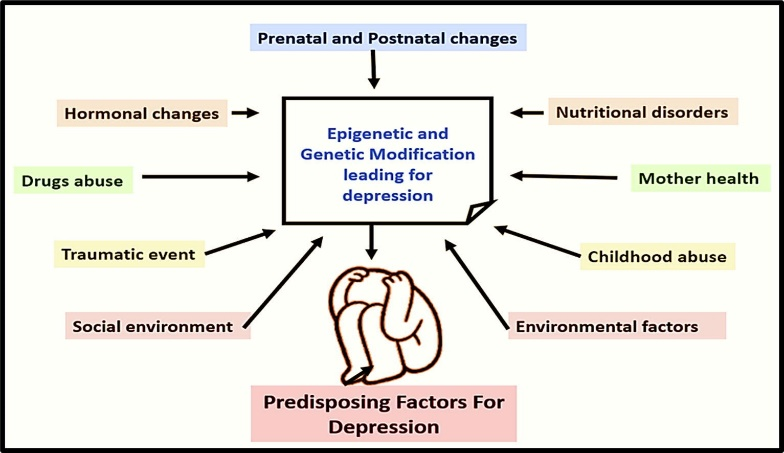 Prenatal and Postnatal changes
Hormonal changes
Nutritional disorders
Epigenetic and
Genetic Modification
leading for
depression
Drugs abuse
Mother health
Traumatic event
Childhood abuse
Social environment
Environmental factors
Predisposing Factors For
Depression